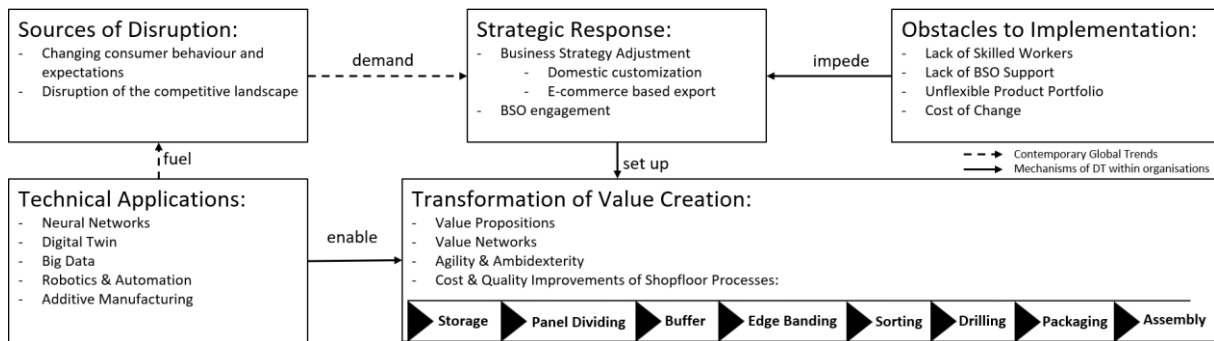 Sources of Disruption:
- Changing consumer behaviour and
expectations
- Disruption of the competitive landscape
demand
Strategic Response:
- Business Strategy Adjustment
- Domestic customization
- E-commerce based export
- BSO engagement
impede
Obstacles to Implementation:
- Lack of Skilled Workers
- Lack of BSO Support
- Unflexible Product Portfolio
- Cost of Change
fuel
set up
Contemporary Global Trends
Mechanisms of DT within organisations
Technical Applications:
- Neural Networks
- Digital Twin
- Big Data
- Robotics & Automation
- Additive Manufacturing
enable
Transformation of Value Creation:
- Value Propositions
- Value Networks
- Agility & Ambidexterity
- Cost & Quality Improvements of Shopfloor Processes:
Storage Panel Dividing Buffer Edge Banding Sorting Drilling Packaging Assembly